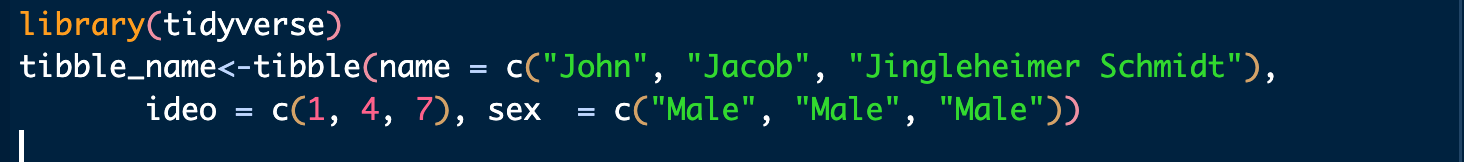 library(tidyverse)
tibble_name<-tibble(name = c("John", "Jacob", "Jingleheimer Schmidt"),
ideo = c(1, 4, 7), sex  = c("Male", "Male", "Male"))